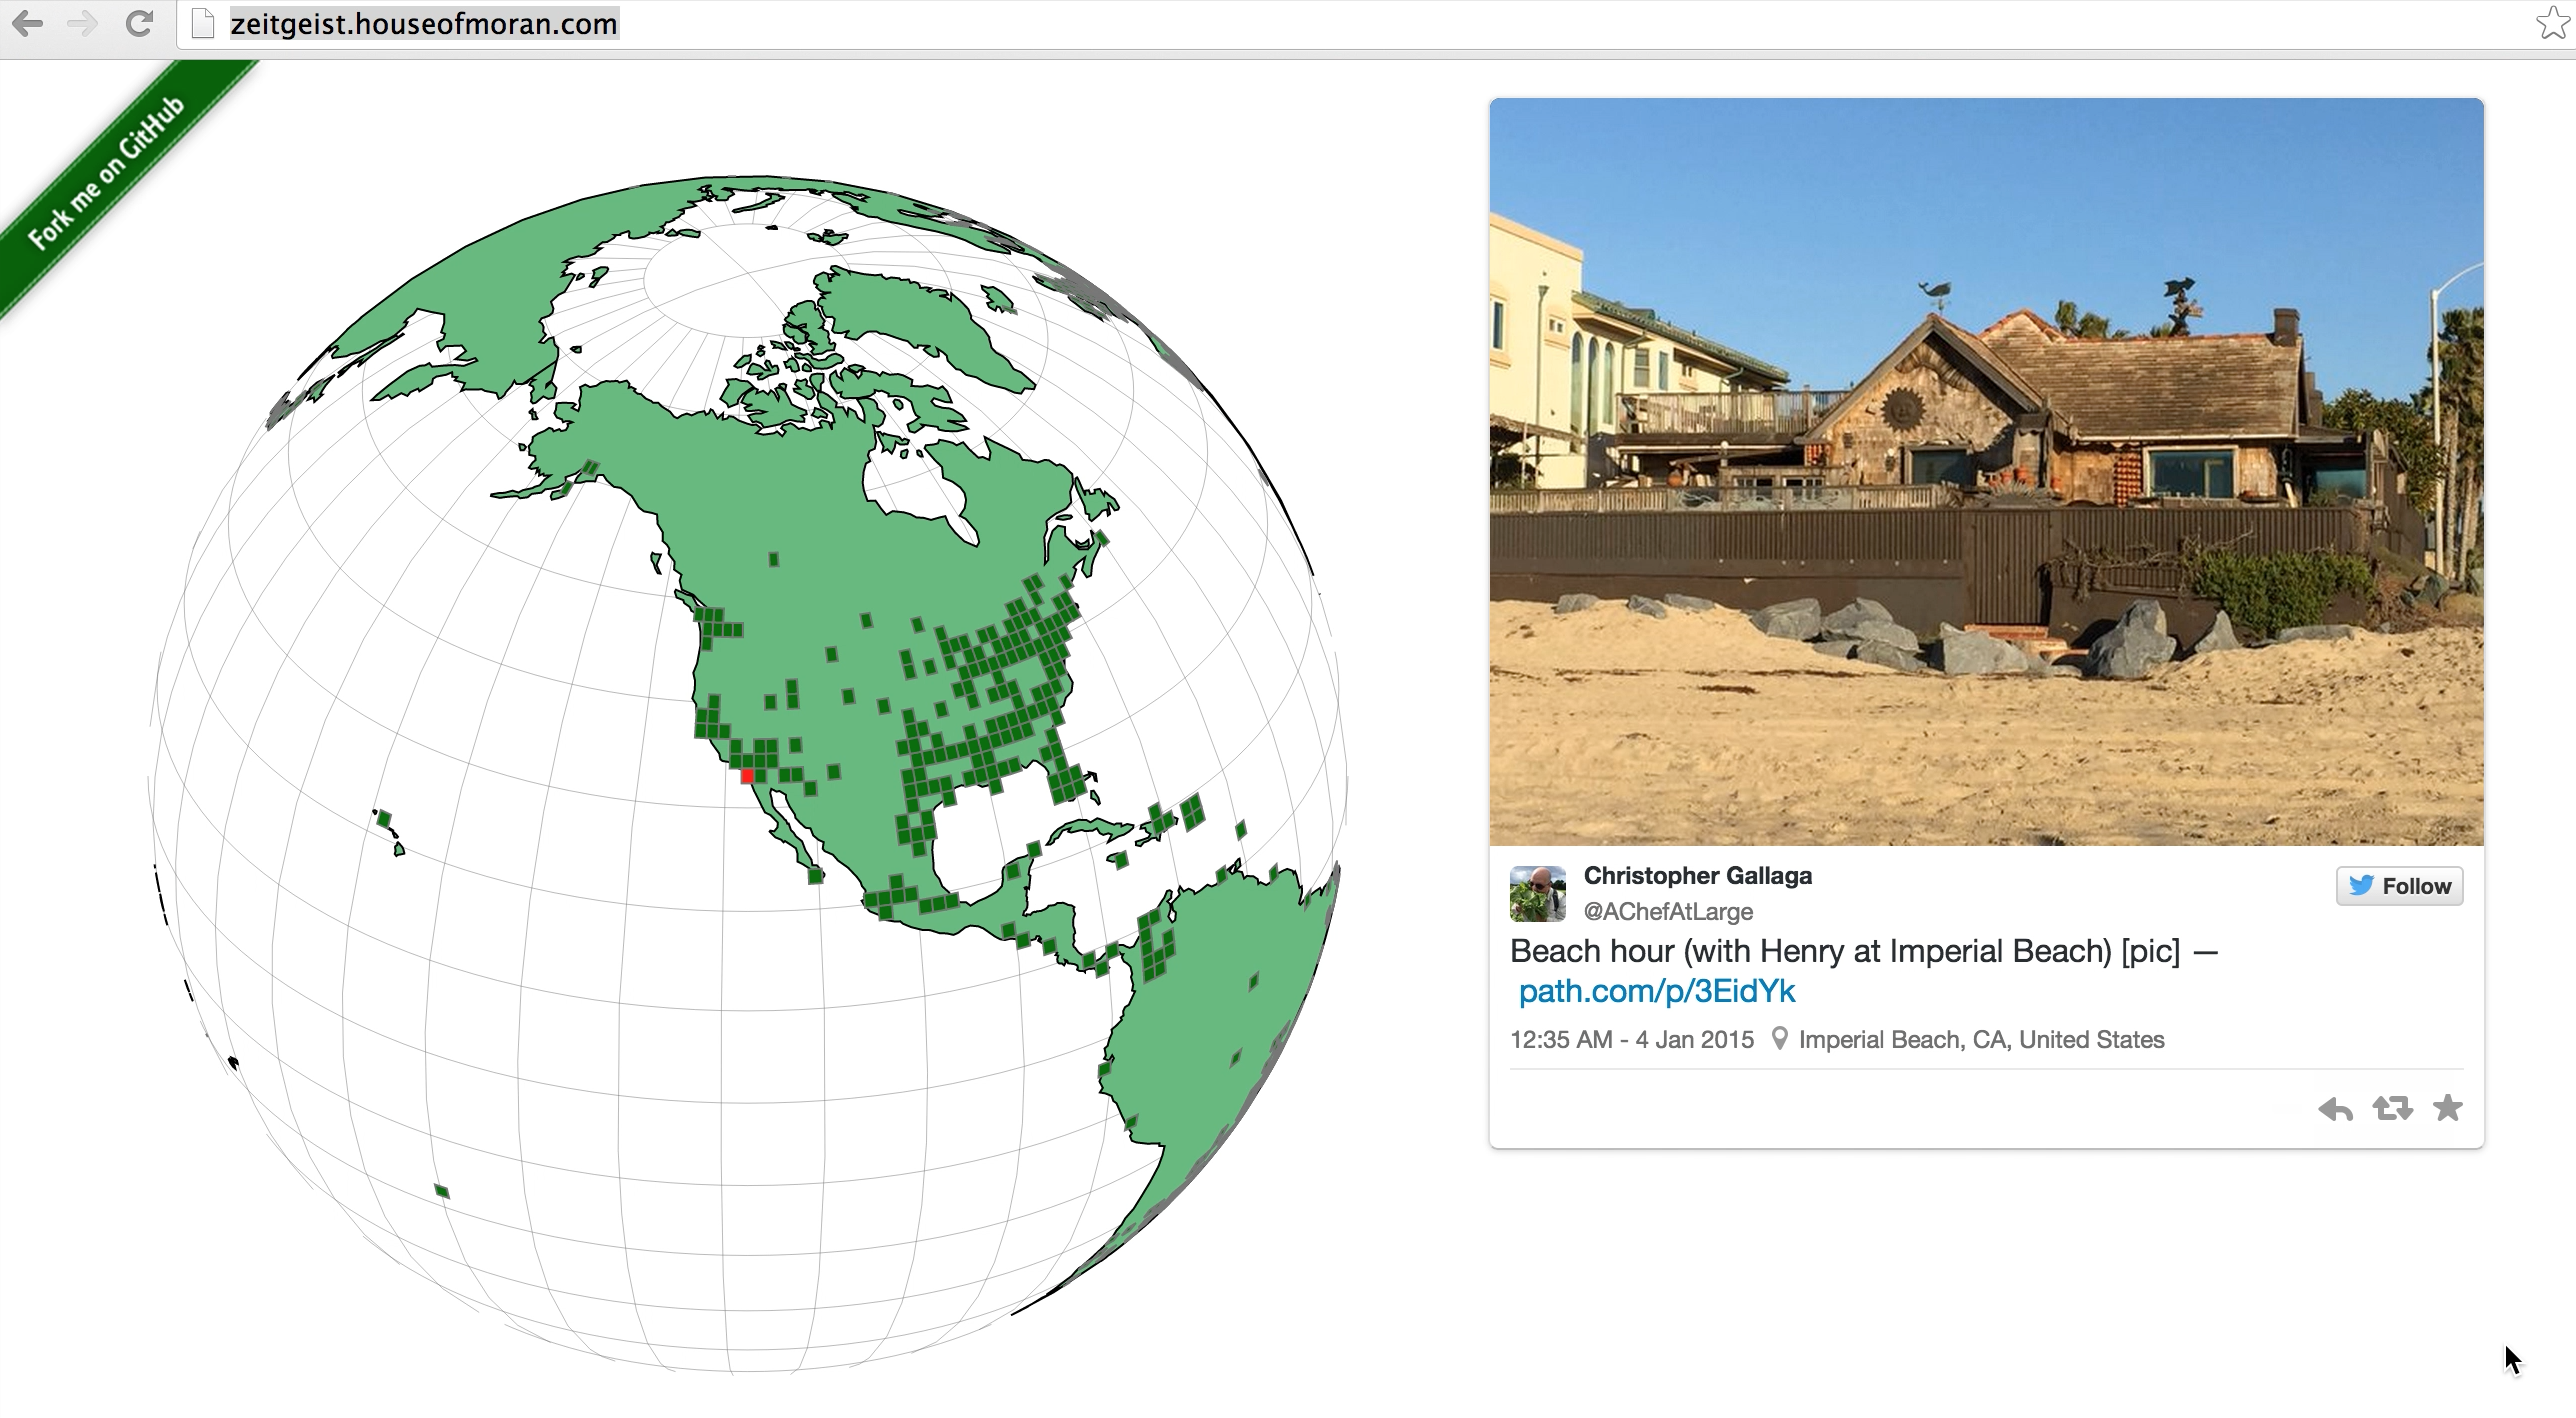 zeitgeist.houseofmoran.com
Fork me on GitHub
Christopher Gallaga
@AChefAtLarge
Follow
Beach hour (with Henry at Imperial Beach) [pic] —
path.com/p/3EidYk
12:35 AM - 4 Jan 2015 Imperial Beach, CA, United States